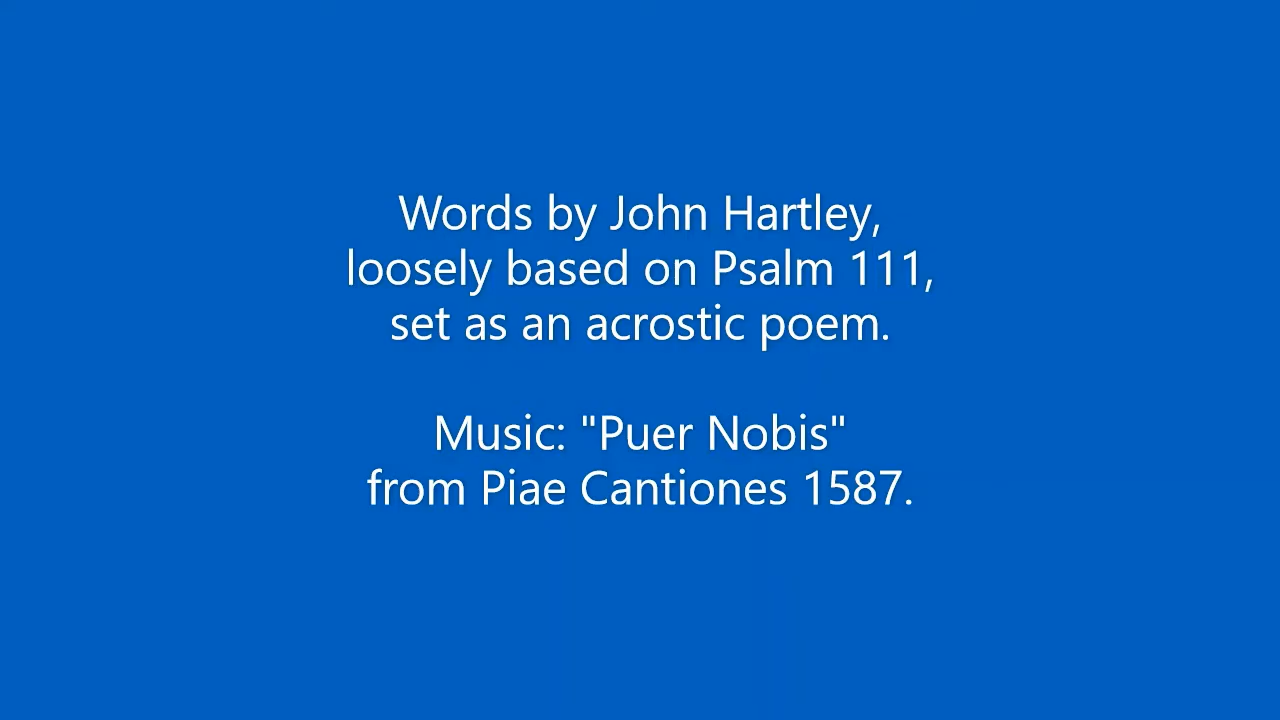 Words by John Hartley,
loosely based on Psalm 111,
set as an acrostic poem.
Music: "Puer Nobis"
from Piae Cantiones 1587.